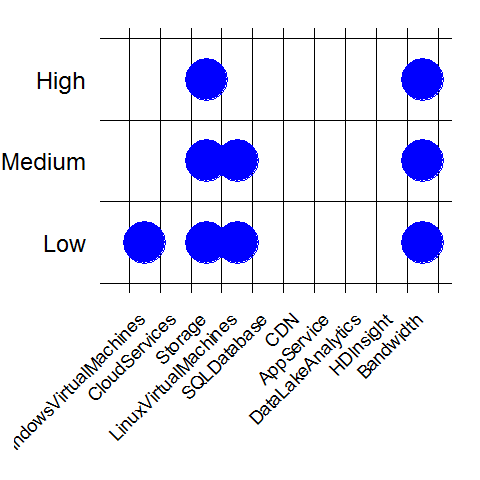 High
Medium
Low
ndowsVirtualMachines
CloudServices
Storage
LinuxVirtualMachines
SQLDatabase
CDN
AppService
DataLakeAnalytics
HDInsight
Bandwidth